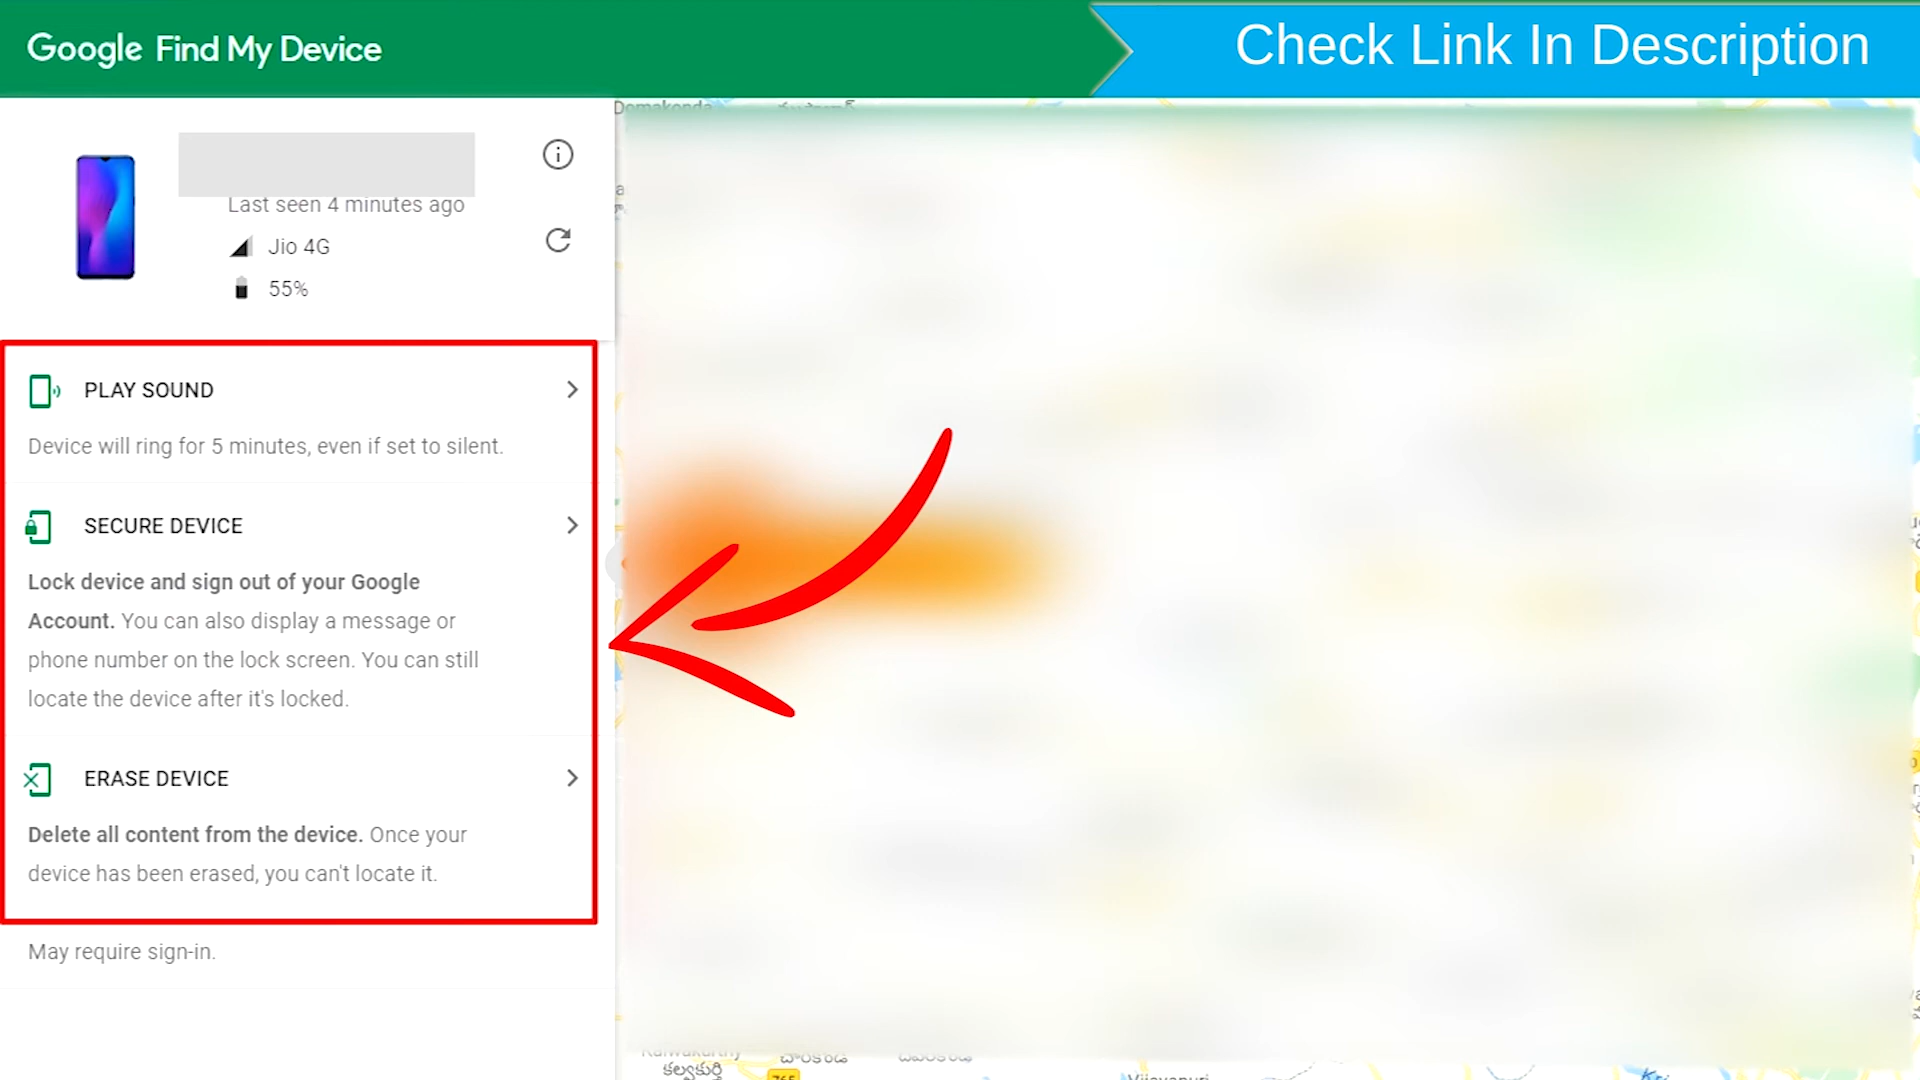 Google Find My Device
Check Link In Description
Last seen 4 minutes ago
Jio 4G
55%
PLAY SOUND
Device will ring for 5 minutes, even if set to silent.
SECURE DEVICE
Lock device and sign out of your Google
Account. You can also display a message or
phone number on the lock screen. You can still
locate the device after it's locked.
ERASE DEVICE
Delete all content from the device. Once your
device has been erased, you can't locate it.
May require sign-in.
Domakonda
కల్వకుర్తి
765